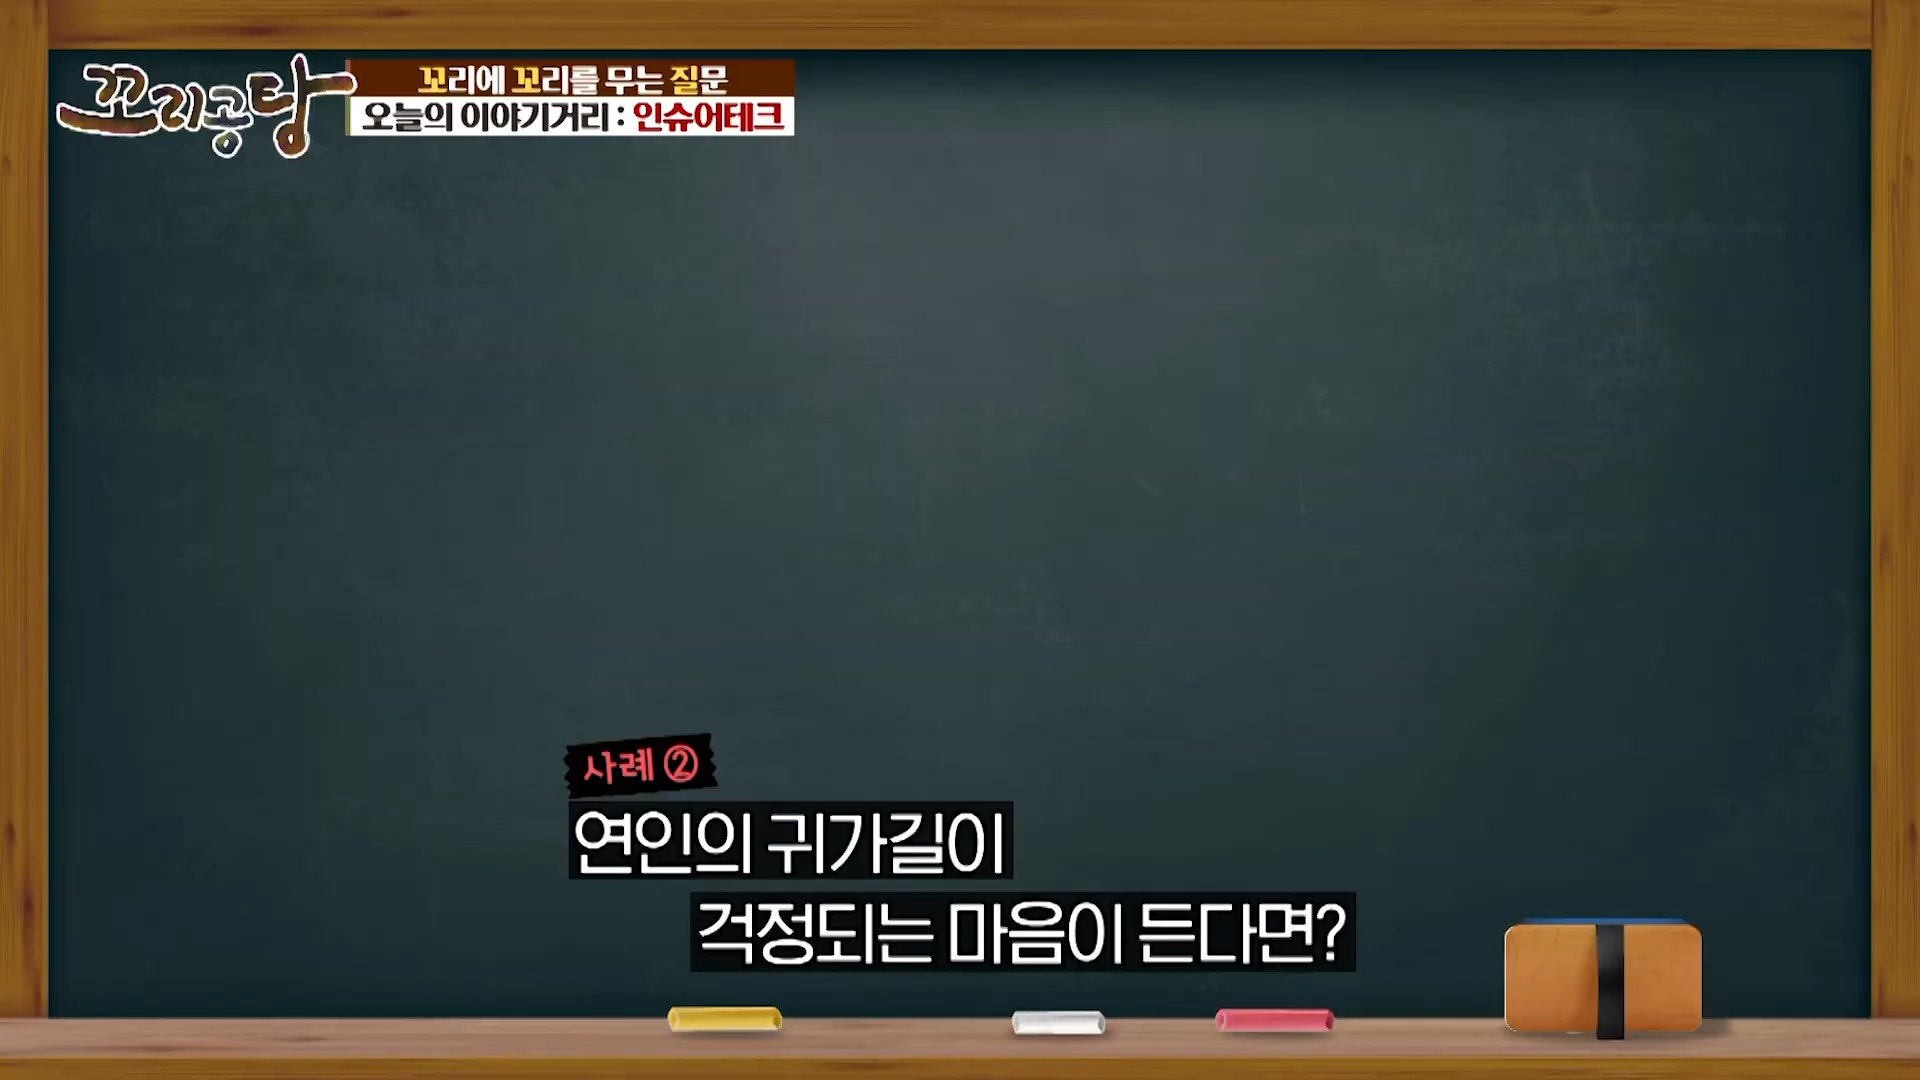 꼬리곰탕
꼬리에 꼬리를 무는 질문
오늘의 이야기거리 : 인슈어테크
사례 ②
연인의 귀가길이
걱정되는 마음이 든다면?